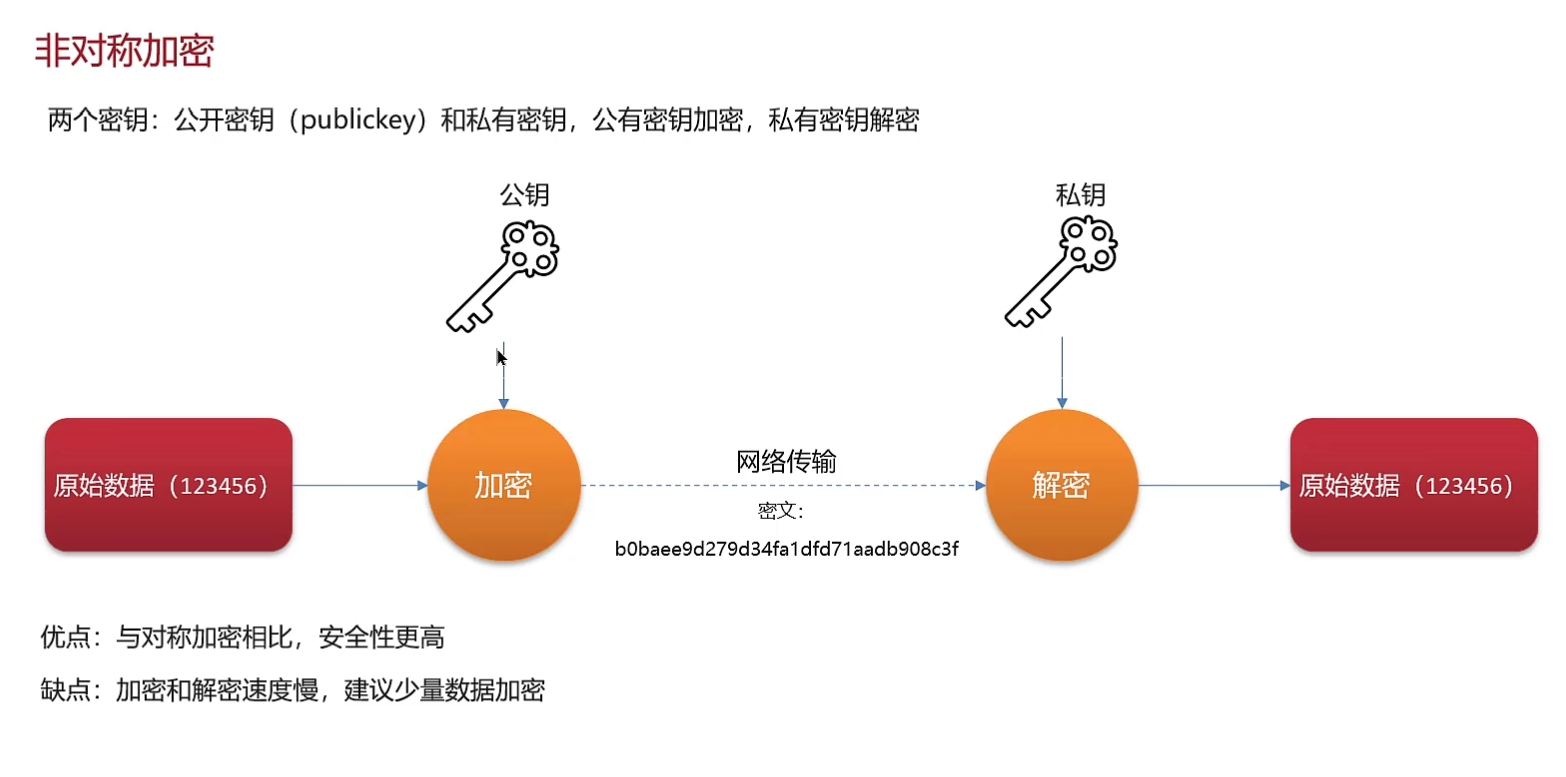 非对称加密
两个密钥：公开密钥（publickey）和私有密钥，公有密钥加密，私有密钥解密
公钥
私钥
原始数据（123456）
加密
网络传输
密文：
b0baee9d279d34fa1dfd71aadb908c3f
解密
原始数据（123456）
优点：与对称加密相比，安全性更高
缺点：加密和解密速度慢，建议少量数据加密